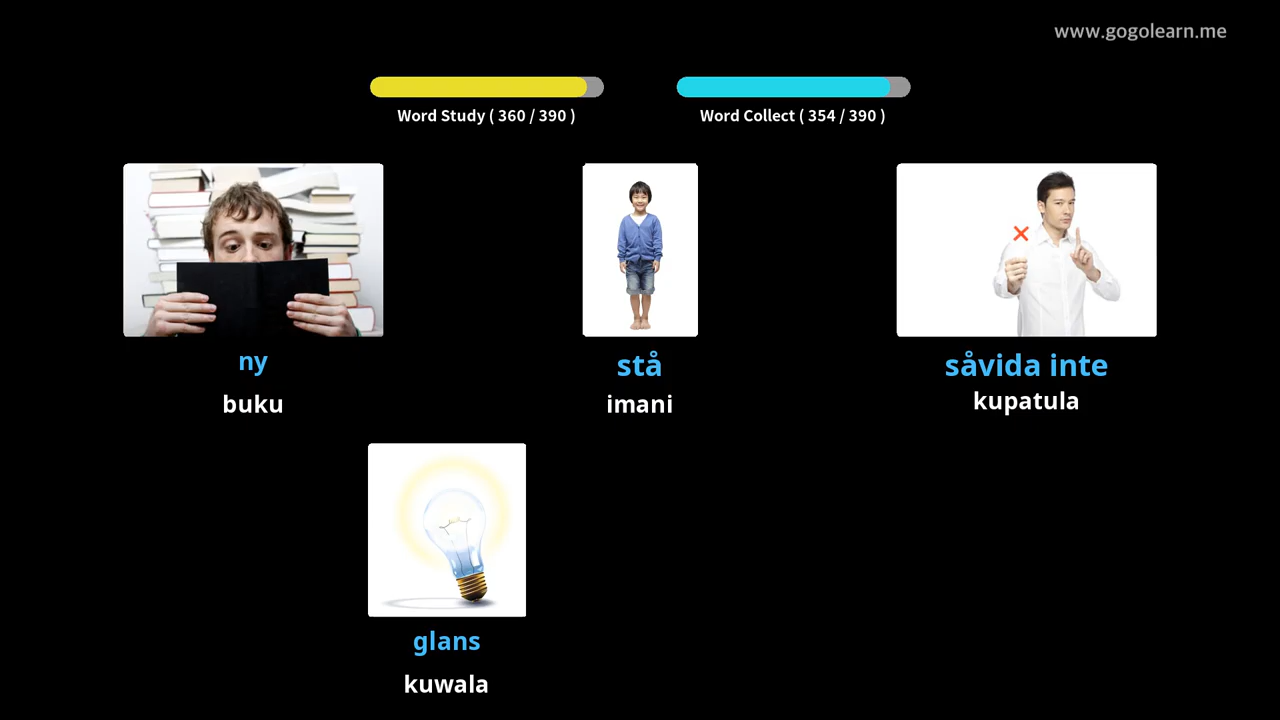 www.gogolearn.me
Word Study ( 360 / 390 )
Word Collect ( 354 / 390 )
ny
buku
stå
imani
såvida inte
kupatula
glans
kuwala